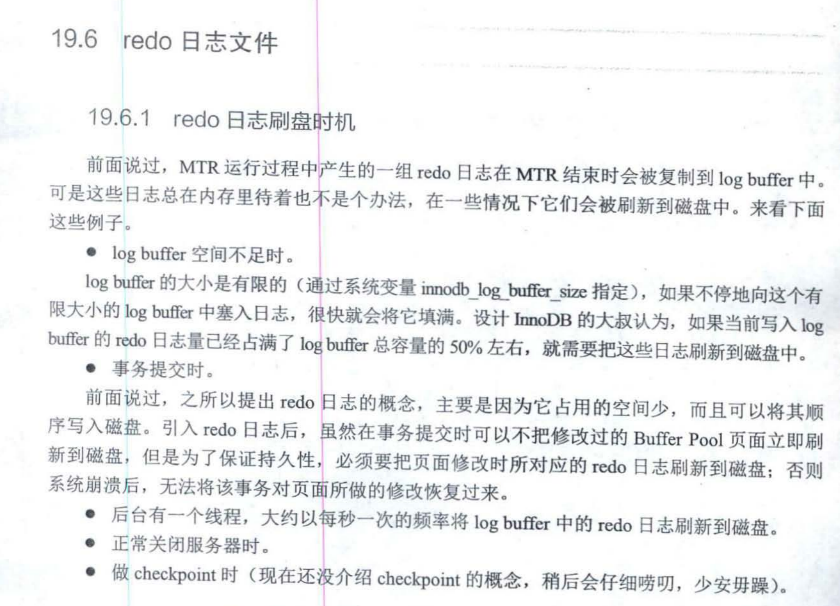 19.6 redo 日志文件
19.6.1 redo 日志刷盘时机
前面说过，MTR 运行过程中产生的一组 redo 日志在 MTR 结束时会被复制到 log buffer 中。
可是这些日志总在内存里待着也不是个办法，在一些情况下它们会被刷新到磁盘中。来看下面
这些例子。
● log buffer 空间不足时。
log buffer 的大小是有限的（通过系统变量 innodb_log_buffer_size 指定），如果不停地向这个有
限大小的 log buffer 中塞入日志，很快就会将它填满。设计 InnoDB 的大叔认为，如果当前写入 log
buffer 的 redo 日志量已经占满了 log buffer 总容量的 50% 左右，就需要把这些日志刷新到磁盘中。
● 事务提交时。
前面说过，之所以提出 redo 日志的概念，主要是因为它占用的空间少，而且可以将其顺
序写入磁盘。引入 redo 日志后，虽然在事务提交时可以不把修改过的 Buffer Pool 页面立即刷
新到磁盘，但是为了保证持久性，必须要把页面修改时所对应的 redo 日志刷新到磁盘；否则
系统崩溃后，无法将该事务对页面所做的修改恢复过来。
● 后台有一个线程，大约以每秒一次的频率将 log buffer 中的 redo 日志刷新到磁盘。
● 正常关闭服务器时。
● 做 checkpoint 时（现在还没介绍 checkpoint 的概念，稍后会仔细唠叨，少安毋躁）。